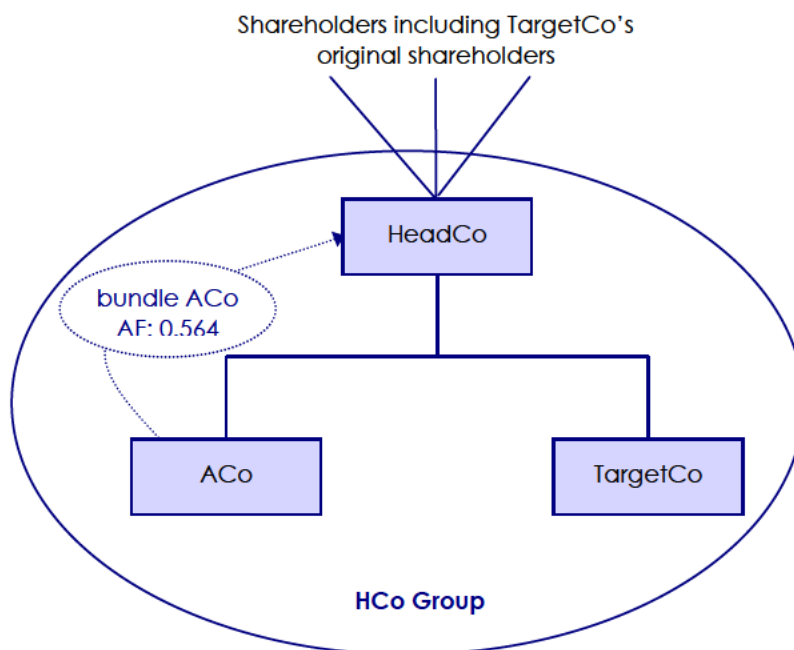 Shareholders including TargetCo's
original shareholders
HeadCo
bundle ACo
AF: 0.564
ACo
TargetCo
HCo Group